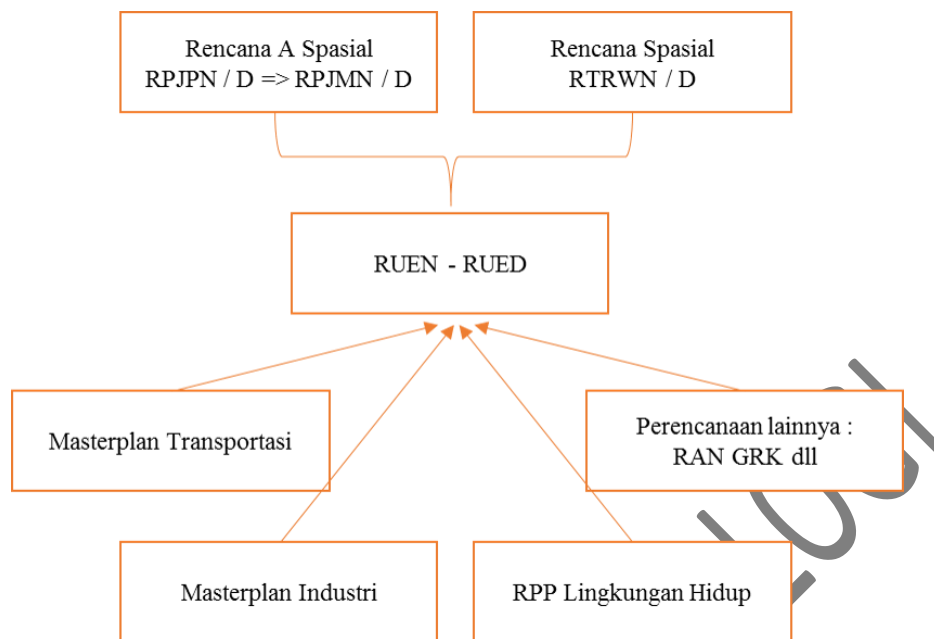 Rencana A Spasial
RPJPN / D => RPJMN / D
Rencana Spasial
RTRWN / D
RUEN - RUED
Masterplan Transportasi
Perencanaan lainnya :
RAN GRK dll
Masterplan Industri
RPP Lingkungan Hidup